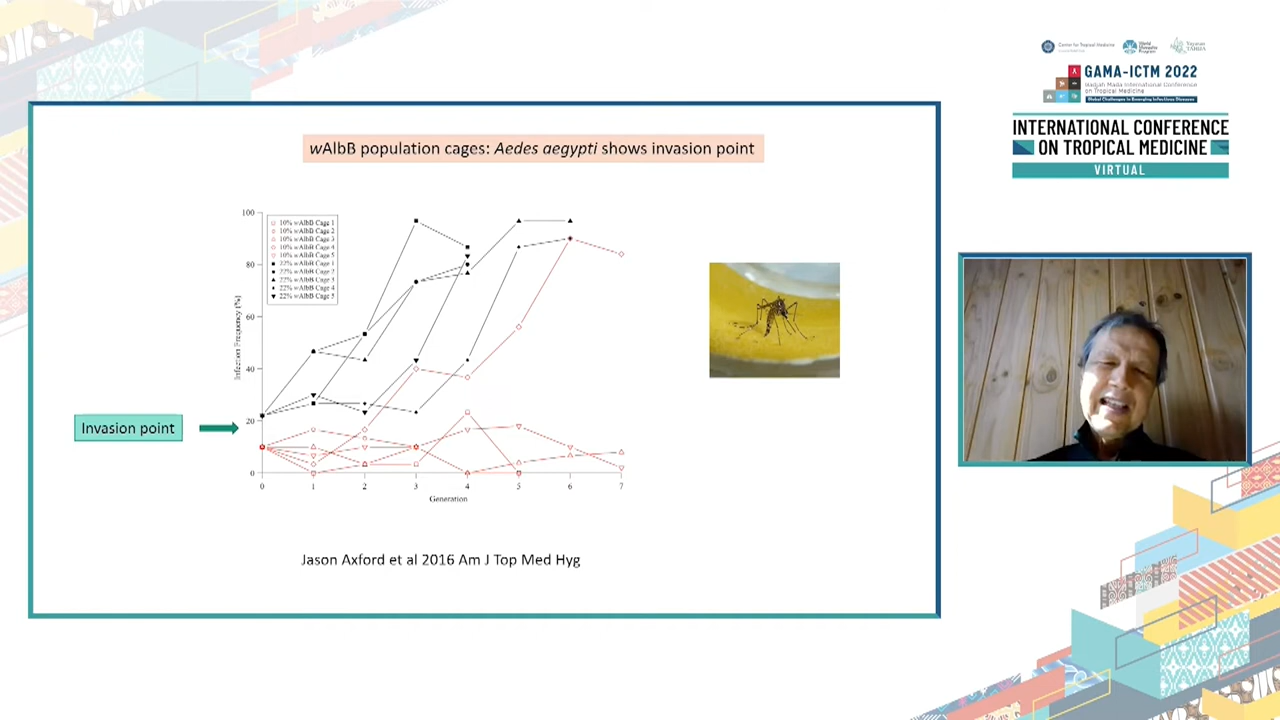 Center for Tropical Medicine
World Mosquito Program
Yayasan TAHIJA
GAMA-ICTM 2022
Gadjah Mada International Conference
on Tropical Medicine
Global Challenges in Emerging Infectious Diseases
INTERNATIONAL CONFERENCE
ON TROPICAL MEDICINE
VIRTUAL
wAlbB population cages: Aedes aegypti shows invasion point
Infection Frequency (%)
100
80
60
40
20
0
10% wAlbB Cage 1
10% wAlbB Cage 2
10% wAlbB Cage 3
10% wAlbB Cage 4
10% wAlbB Cage 5
22% wAlbB Cage 1
22% wAlbB Cage 2
22% wAlbB Cage 3
22% wAlbB Cage 4
22% wAlbB Cage 5
Invasion point
0 1 2 3 4 5 6 7
Generation
Jason Axford et al 2016 Am J Top Med Hyg